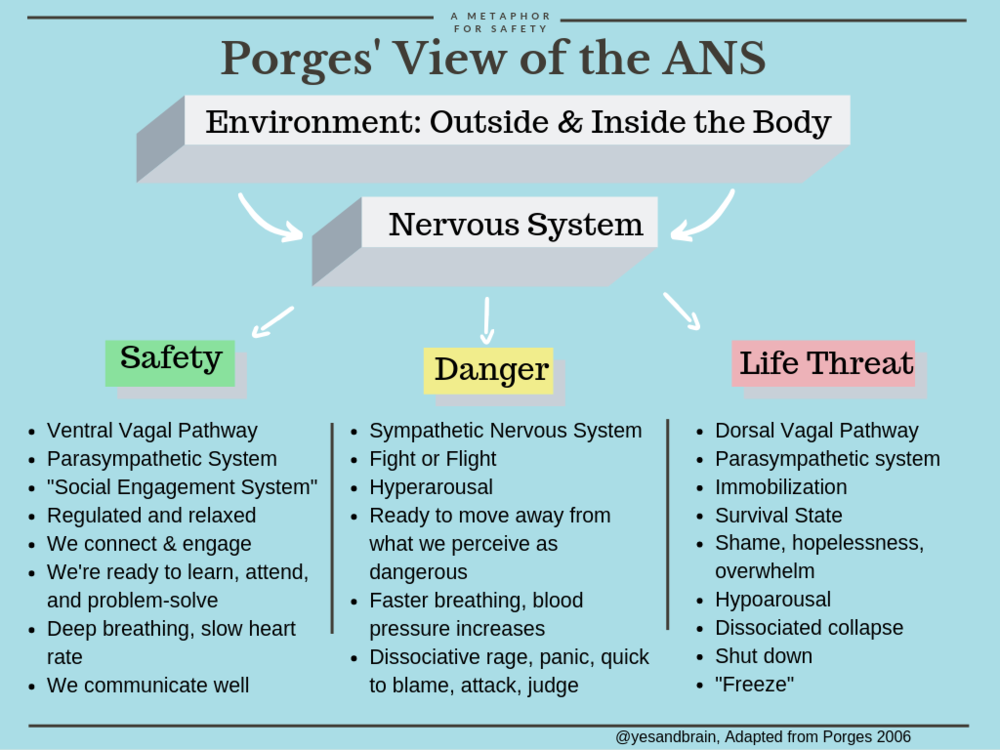 A METAPHOR
FOR SAFETY
Porges' View of the ANS
Environment: Outside & Inside the Body
Nervous System
Safety
• Ventral Vagal Pathway
• Parasympathetic System
• "Social Engagement System"
• Regulated and relaxed
• We connect & engage
• We're ready to learn, attend,
and problem-solve
• Deep breathing, slow heart
rate
• We communicate well
Danger
• Sympathetic Nervous System
• Fight or Flight
• Hyperarousal
• Ready to move away from
what we perceive as
dangerous
• Faster breathing, blood
pressure increases
• Dissociative rage, panic, quick
to blame, attack, judge
Life Threat
• Dorsal Vagal Pathway
• Parasympathetic system
• Immobilization
• Survival State
• Shame, hopelessness,
overwhelm
• Hypoarousal
• Dissociated collapse
• Shut down
• "Freeze"
@yesandbrain, Adapted from Porges 2006